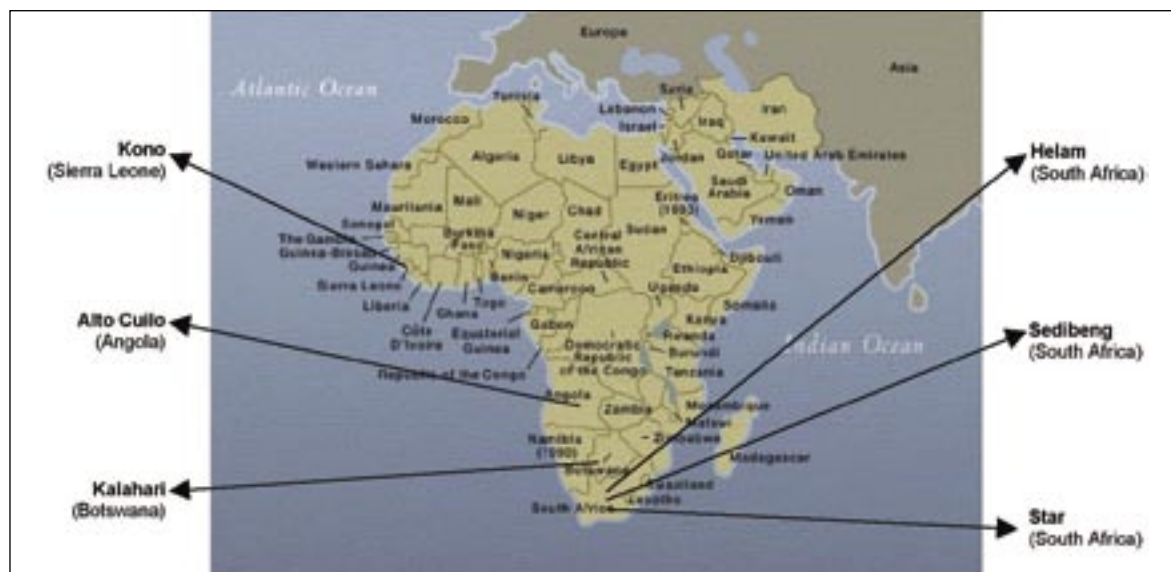 Europe
Asia
Atlantic Ocean
Syria
Tunisia
Lebanon
Iraq
Iran
Israel
Morocco
Kuwait
Jordan
Qatar
United Arab Emirates
Algeria
Libya
Egypt
Western Sahara
Saudi
Arabia
Oman
Mali
Eritrea
(1993)
Mauritania
Niger
Chad
Yemen
Sudan
Senegal
Burkina
Faso
Central
African
Republic
The Gambia
Nigeria
Djibouti
Guinea-Bissau
Guinea
Ethiopia
Benin
Sierra Leone
Cameroon
Uganda
Liberia
Togo
Somalia
Ghana
Kenya
Côte
D'Ivoire
Equatorial
Guinea
Gabon
Rwanda
Indian Ocean
Democratic
Republic
of the Congo
Burundi
Republic of the Congo
Tanzania
Angola
Zambia
Mozambique
Malawi
Namibia
(1990)
Zimbabwe
Botswana
Madagascar
Swaziland
Lesotho
South Africa
Kono
(Sierra Leone)
Alto Cuilo
(Angola)
Kalahari
(Botswana)
Helam
(South Africa)
Sedibeng
(South Africa)
Star
(South Africa)